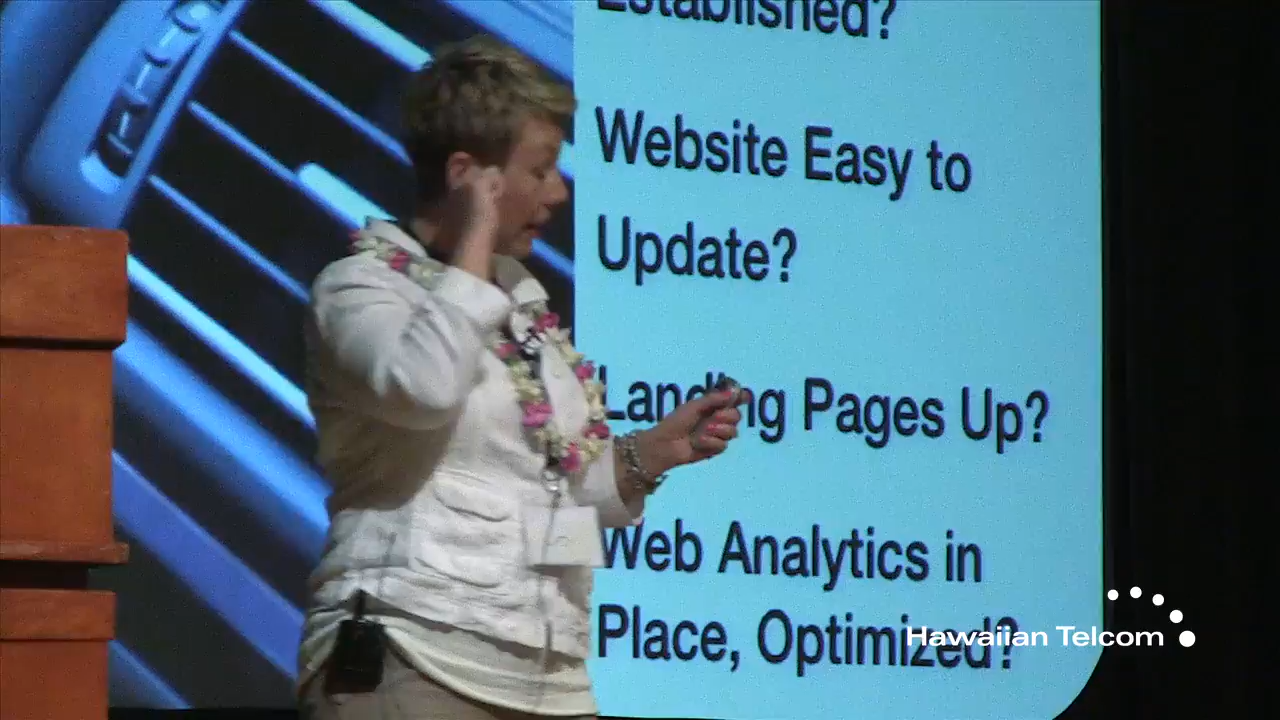 Established?
Website Easy to
Update?
Landing Pages Up?
Web Analytics in
Place, Optimized?
Hawaiian Telcom